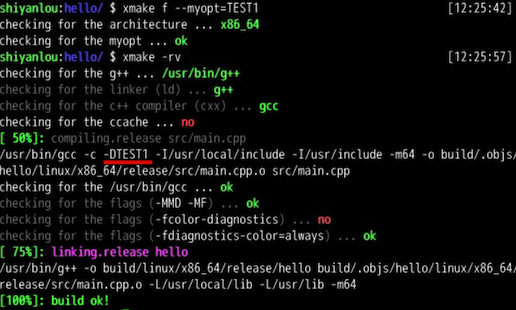 shiyanlou:hello/ $ xmake f --myopt=TEST1 [12:25:42]
checking for the architecture ... x86_64
checking for the myopt ... ok
shiyanlou:hello/ $ xmake -rv [12:25:57]
checking for the g++ ... /usr/bin/g++
checking for the linker (ld) ... g++
checking for the c++ compiler (cxx) ... gcc
checking for the ccache ... no
[ 50%]: compiling.release src/main.cpp
/usr/bin/gcc -c -DTEST1 -I/usr/local/include -I/usr/include -m64 -o build/.objs/
hello/linux/x86_64/release/src/main.cpp.o src/main.cpp
checking for the /usr/bin/gcc ... ok
checking for the flags (-MMD -MF) ... ok
checking for the flags (-fcolor-diagnostics) ... no
checking for the flags (-fdiagnostics-color=always) ... ok
[ 75%]: linking.release hello
/usr/bin/g++ -o build/linux/x86_64/release/hello build/.objs/hello/linux/x86_64/
release/src/main.cpp.o -L/usr/local/lib -L/usr/lib -m64
[100%]: build ok!